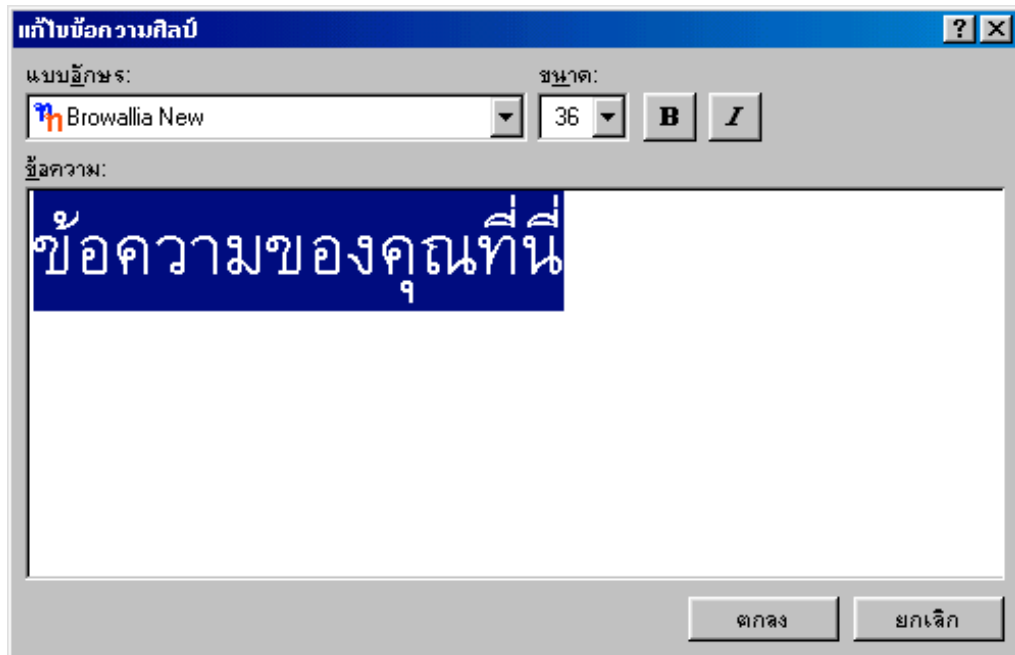 แก้ไขข้อความศิลป์
แบบอักษร: ขนาด:
Browallia New 36 B I
ข้อความ:
ข้อความของคุณที่นี่
ตกลง ยกเลิก